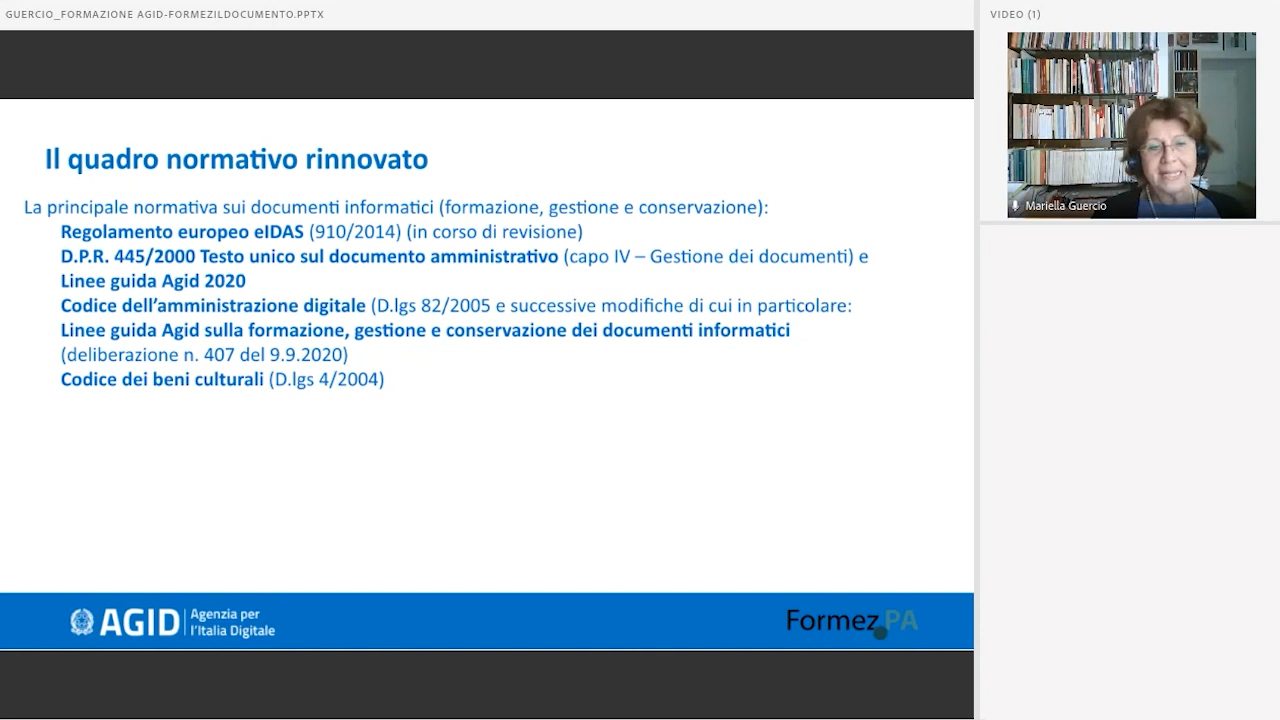 GUERCIO_FORMAZIONE AGID-FORMEZILDOCUMENTO.PPTX
VIDEO (1)
Mariella Guercio
Il quadro normativo rinnovato
La principale normativa sui documenti informatici (formazione, gestione e conservazione):
Regolamento europeo eIDAS (910/2014) (in corso di revisione)
D.P.R. 445/2000 Testo unico sul documento amministrativo (capo IV – Gestione dei documenti) e
Linee guida Agid 2020
Codice dell’amministrazione digitale (D.lgs 82/2005 e successive modifiche di cui in particolare:
Linee guida Agid sulla formazione, gestione e conservazione dei documenti informatici
(deliberazione n. 407 del 9.9.2020)
Codice dei beni culturali (D.lgs 4/2004)
AGID Agenzia per
l’Italia Digitale
Formez PA